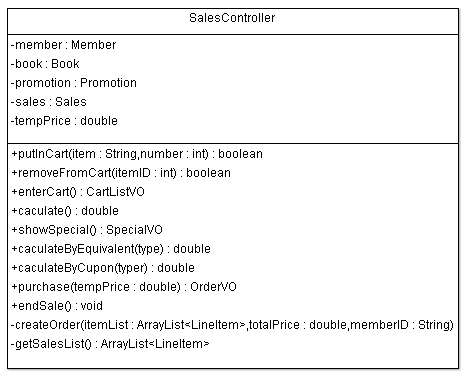 SalesController
-member : Member
-book : Book
-promotion : Promotion
-sales : Sales
-tempPrice : double
+putInCart(item : String,number : int) : boolean
+removeFromCart(itemID : int) : boolean
+enterCart() : CartListVO
+caculate() : double
+showSpecial() : SpecialVO
+caculateByEquivalent(type) : double
+caculateByCupon(typer) : double
+purchase(tempPrice : double) : OrderVO
+endSale() : void
-createOrder(itemList : ArrayList<LineItem>,totalPrice : double,memberID : String)
-getSalesList() : ArrayList<LineItem>